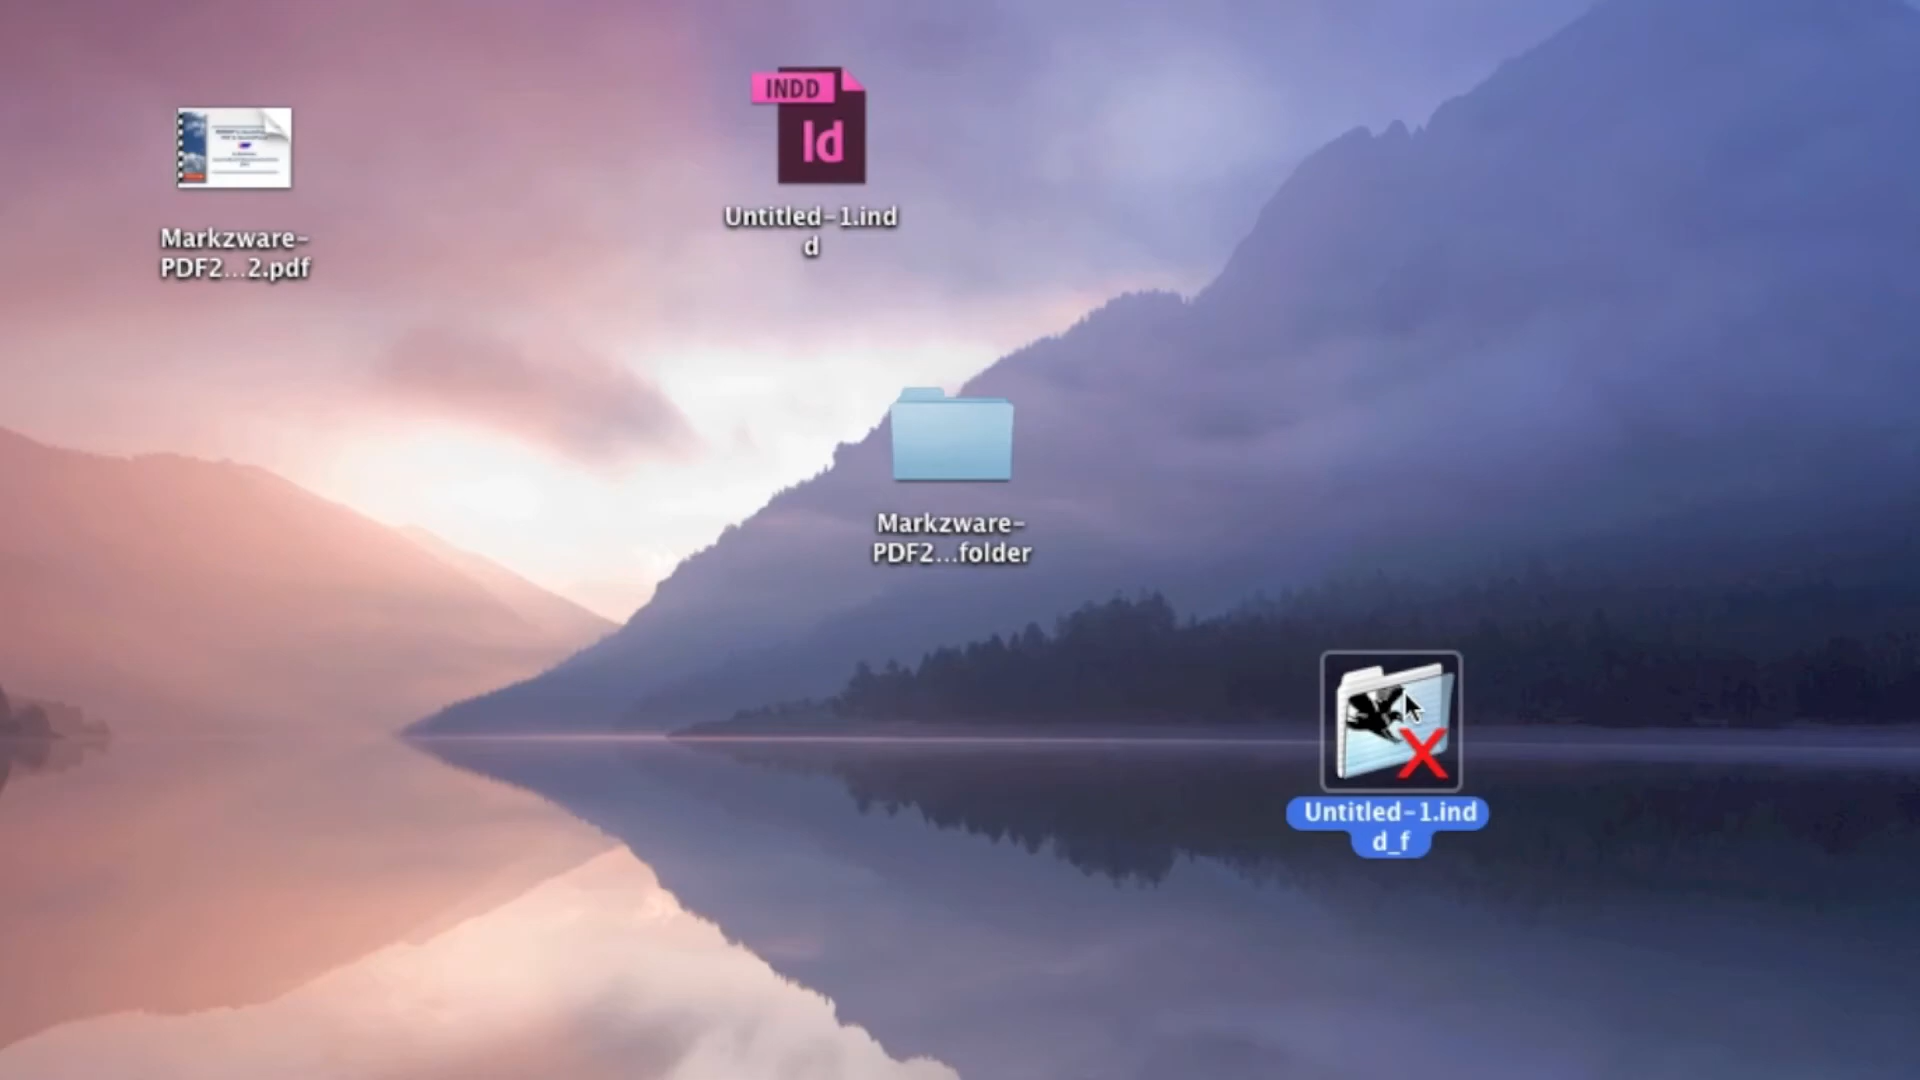 INDD
Id
Untitled-1.ind
d
Markzware-
PDF2...2.pdf
Markzware-
PDF2...folder
Untitled-1.ind
d_f